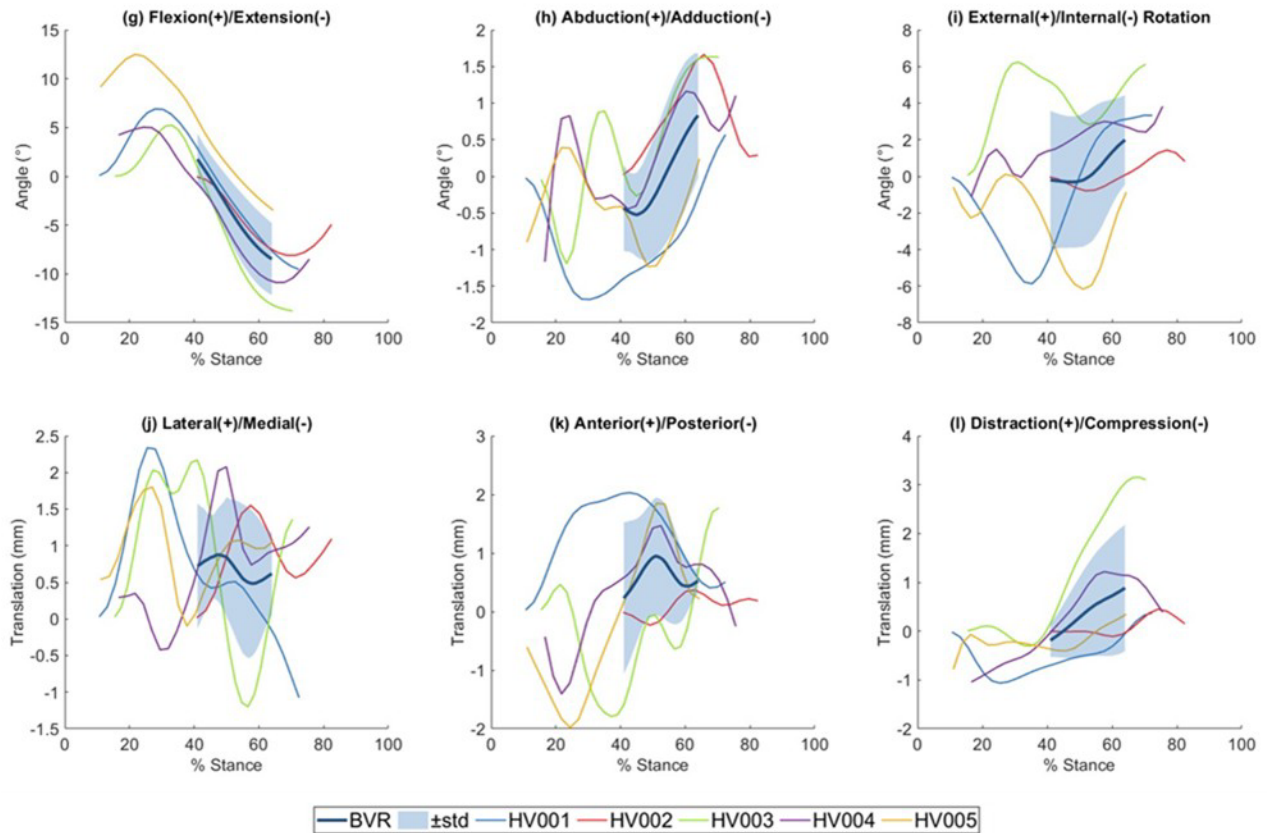 (g) Flexion(+)/Extension(-)
15
10
5
0
-5
-10
-15
Angle (°)
0 20 40 60 80 100
% Stance
(h) Abduction(+)/Adduction(-)
2
1.5
1
0.5
0
-0.5
-1
-1.5
-2
Angle (°)
0 20 40 60 80 100
% Stance
(i) External(+)/Internal(-) Rotation
8
6
4
2
0
-2
-4
-6
-8
Angle (°)
0 20 40 60 80 100
% Stance
(j) Lateral(+)/Medial(-)
2.5
2
1.5
1
0.5
0
-0.5
-1
-1.5
Translation (mm)
0 20 40 60 80 100
% Stance
(k) Anterior(+)/Posterior(-)
3
2
1
0
-1
-2
Translation (mm)
0 20 40 60 80 100
% Stance
(l) Distraction(+)/Compression(-)
4
3
2
1
0
-1
-2
Translation (mm)
0 20 40 60 80 100
% Stance
BVR ±std HV001 HV002 HV003 HV004 HV005